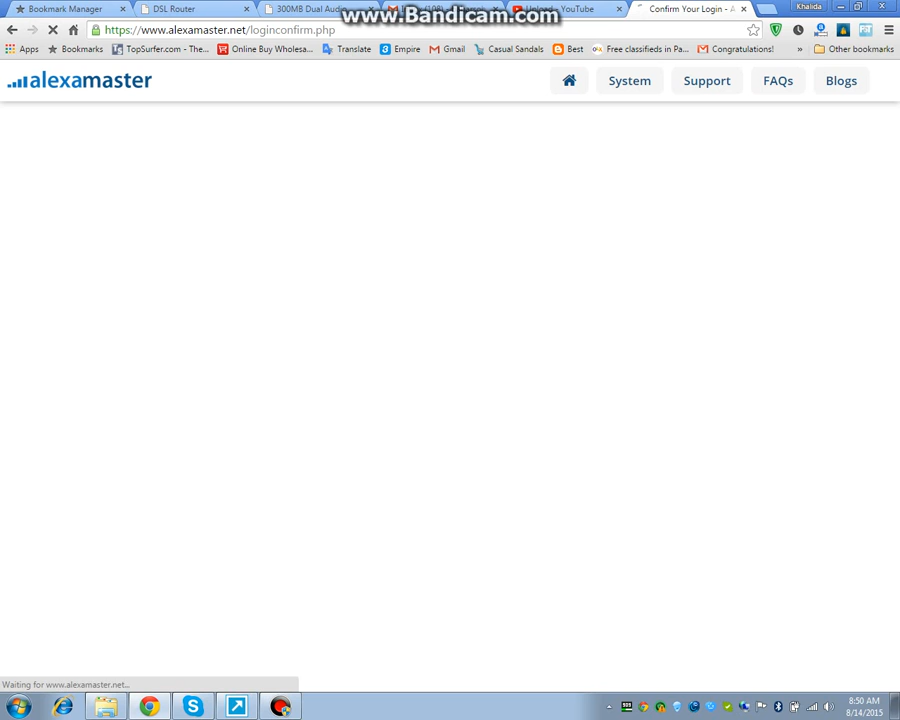 Bookmark Manager
DSL Router
300MB Dual Audio
www.Bandicam.com
YouTube
Confirm Your Login - A
Khalida
https://www.alexamaster.net/loginconfirm.php
Apps
Bookmarks
TopSurfer.com - The...
Online Buy Wholesa...
Translate
Empire
Gmail
Casual Sandals
Best
Free classifieds in Pa...
Congratulations!
»
Other bookmarks
alexamaster
System
Support
FAQs
Blogs
Waiting for www.alexamaster.net...
8:50 AM
8/14/2015